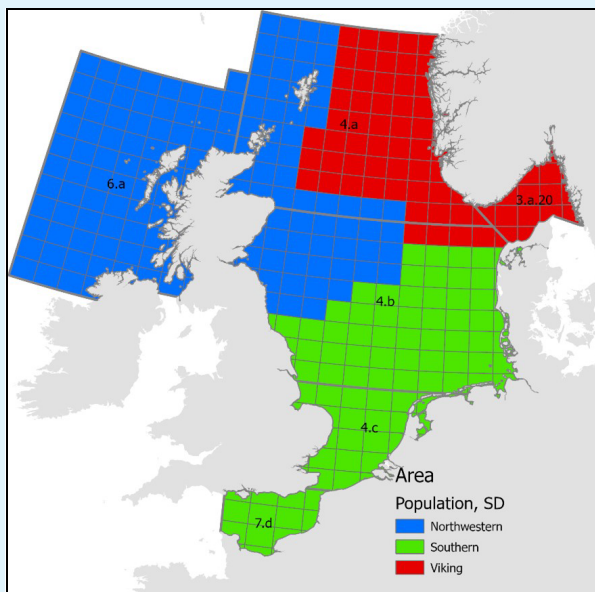 4.a
6.a
3.a.20
4.b
4.c
7.d
Area
Population, SD
Northwestern
Southern
Viking